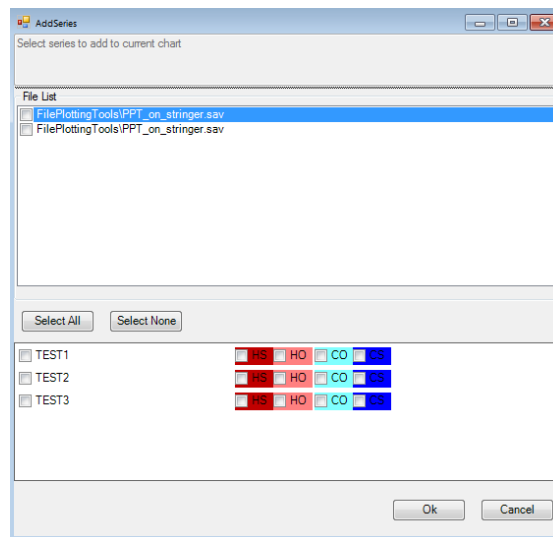 AddSeries
Select series to add to current chart
File List
FilePlottingTools\PPT_on_stringer.sav
FilePlottingTools\PPT_on_stringer.sav
Select All Select None
TEST1 HS HO CO CS
TEST2 HS HO CO CS
TEST3 HS HO CO CS
Ok Cancel